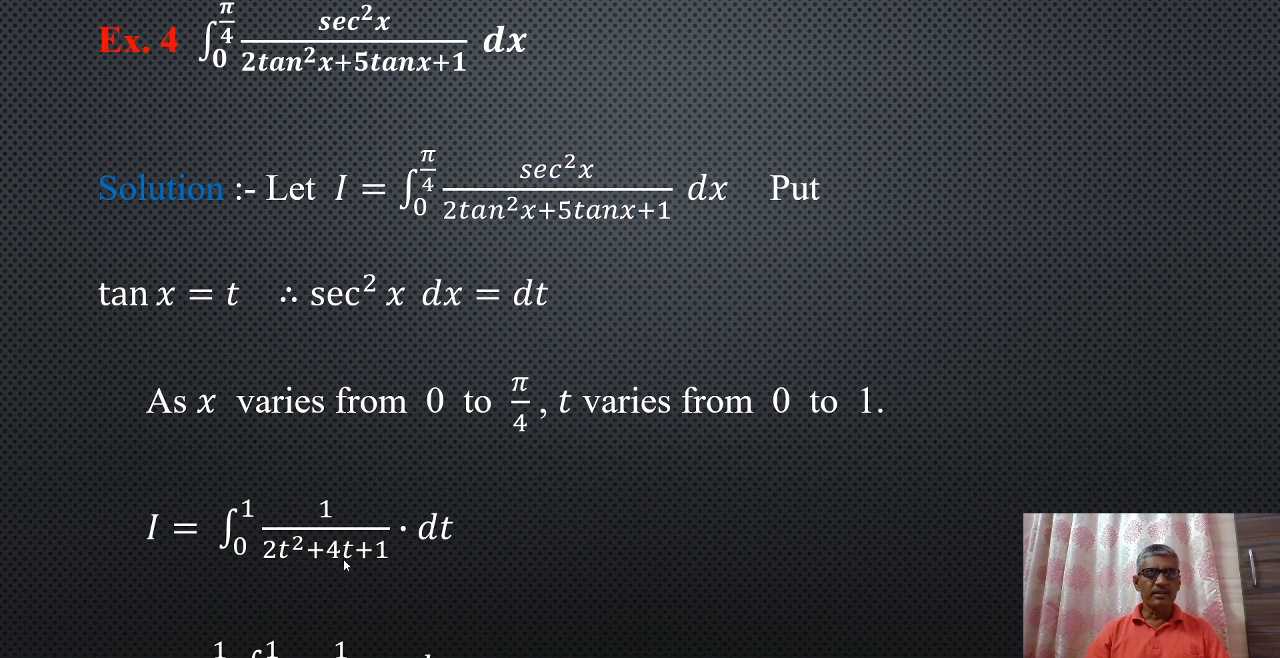 Ex. 4 ∫₀^(π/4) sec²x / (2tan²x+5tanx+1) dx
Solution :- Let I = ∫₀^(π/4) sec²x / (2tan²x+5tanx+1) dx Put
tan x = t ∴ sec² x dx = dt
As x varies from 0 to π/4 , t varies from 0 to 1.
I = ∫₀¹ 1 / (2t²+4t+1) · dt